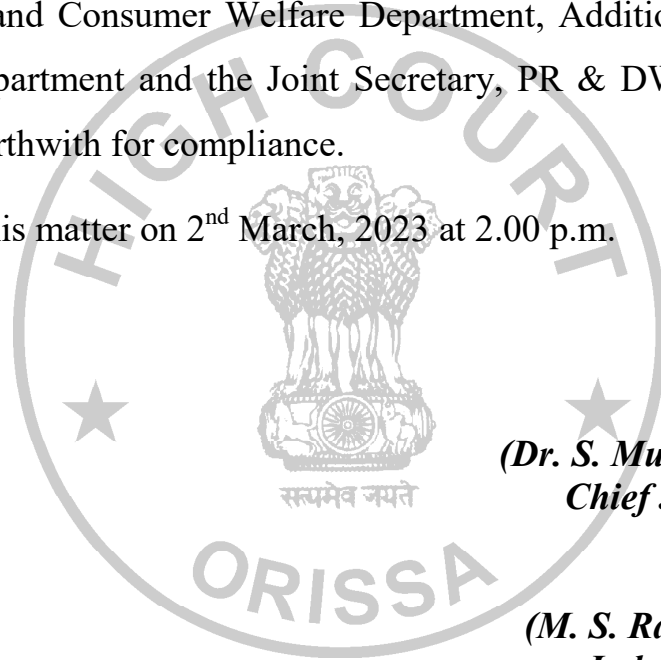 and Consumer Welfare Department, Additio
partment and the Joint Secretary, PR & DW
rthwith for compliance.
is matter on 2nd March, 2023 at 2.00 p.m.
HIGH COURT
सत्यमेव जयते
ORISSA
(Dr. S. Mu
Chief
(M. S. Ra